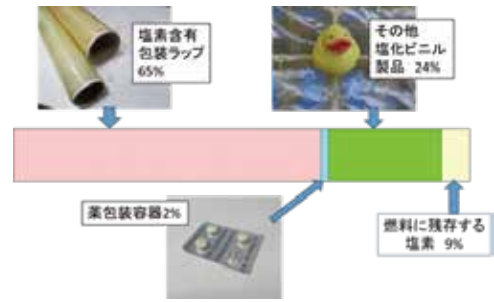 塩素含有
包装ラップ
65%
その他
塩化ビニル
製品 24%
薬包装容器2%
燃料に残存する
塩素 9%